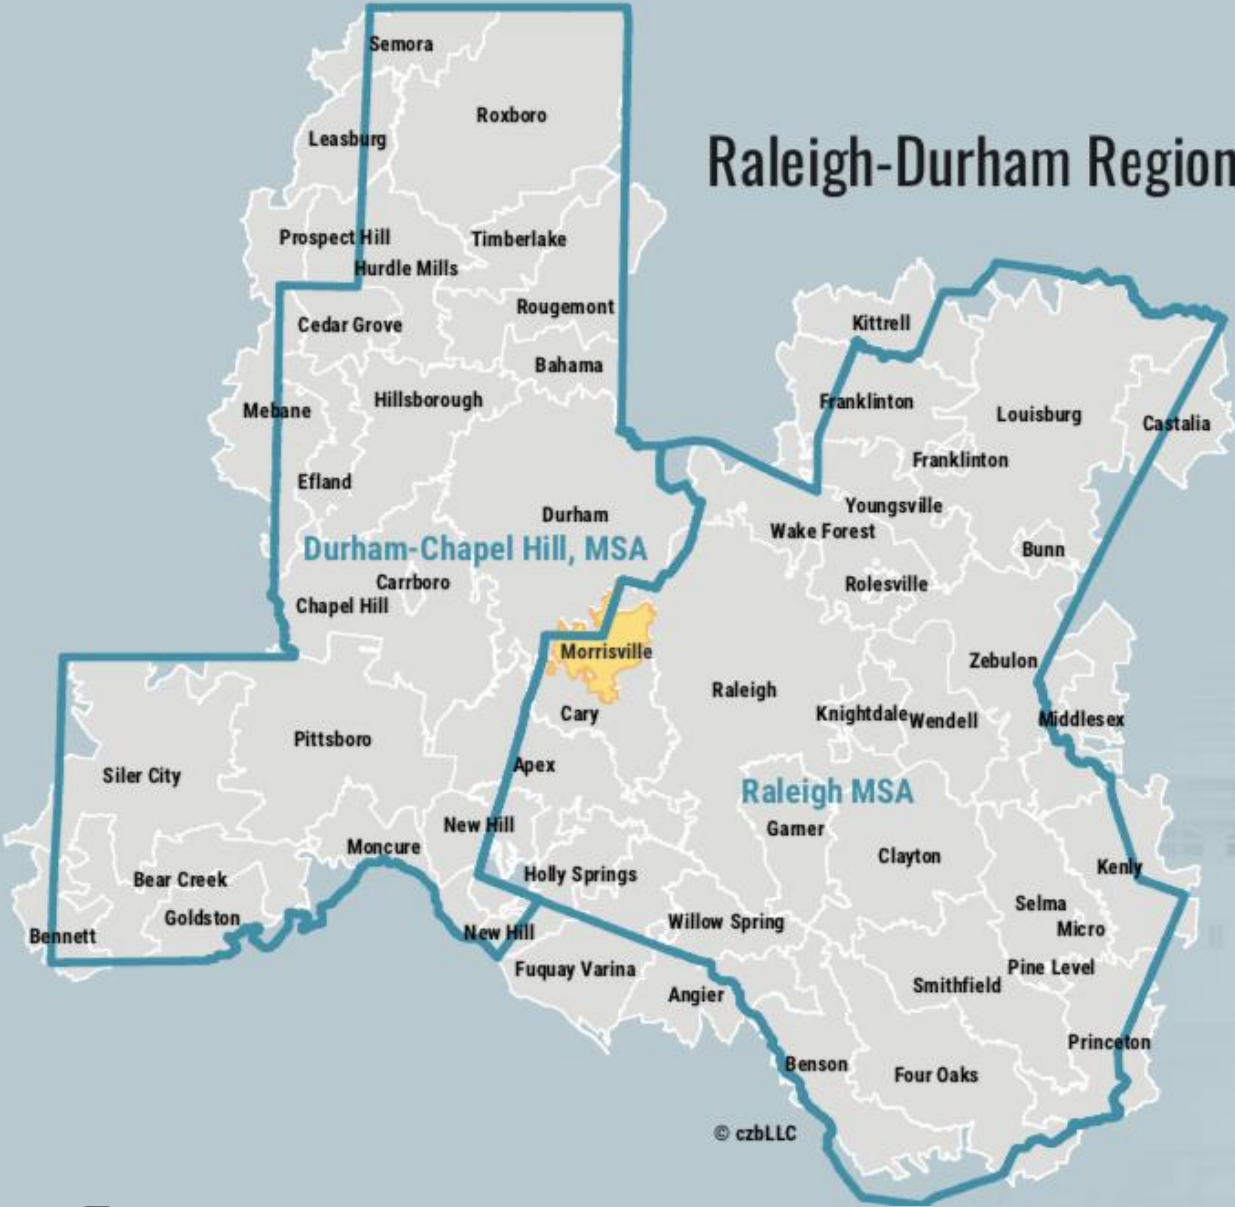 Semora
Roxboro
Leasburg
Raleigh-Durham Region
Prospect Hill
Timberlake
Hurdle Mills
Rougemont
Cedar Grove
Kittrell
Bahama
Hillsborough
Mebane
Franklinton
Louisburg
Castalia
Franklinton
Efland
Youngsville
Durham
Wake Forest
Durham-Chapel Hill, MSA
Bunn
Carrboro
Rolesville
Chapel Hill
Morrisville
Zebulon
Raleigh
Cary
Knightdale
Wendell
Middlesex
Pittsboro
Apex
Siler City
Raleigh MSA
New Hill
Garner
Moncure
Clayton
Kenly
Holly Springs
Bear Creek
Selma
Goldston
Willow Spring
Micro
Bennett
New Hill
Fuquay Varina
Pine Level
Smithfield
Angier
Princeton
Benson
Four Oaks
© czbLLC